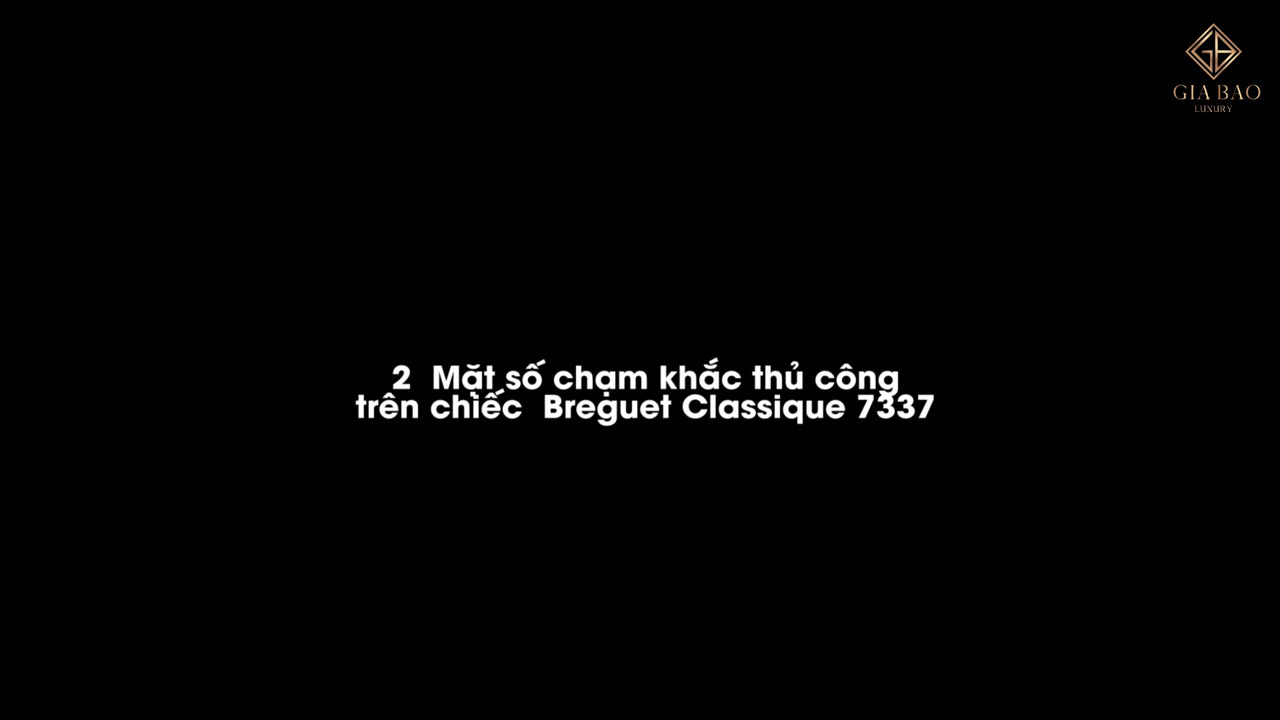 GIA BAO
LUXURY
2 Mặt số chạm khắc thủ công
trên chiếc Breguet Classique 7337